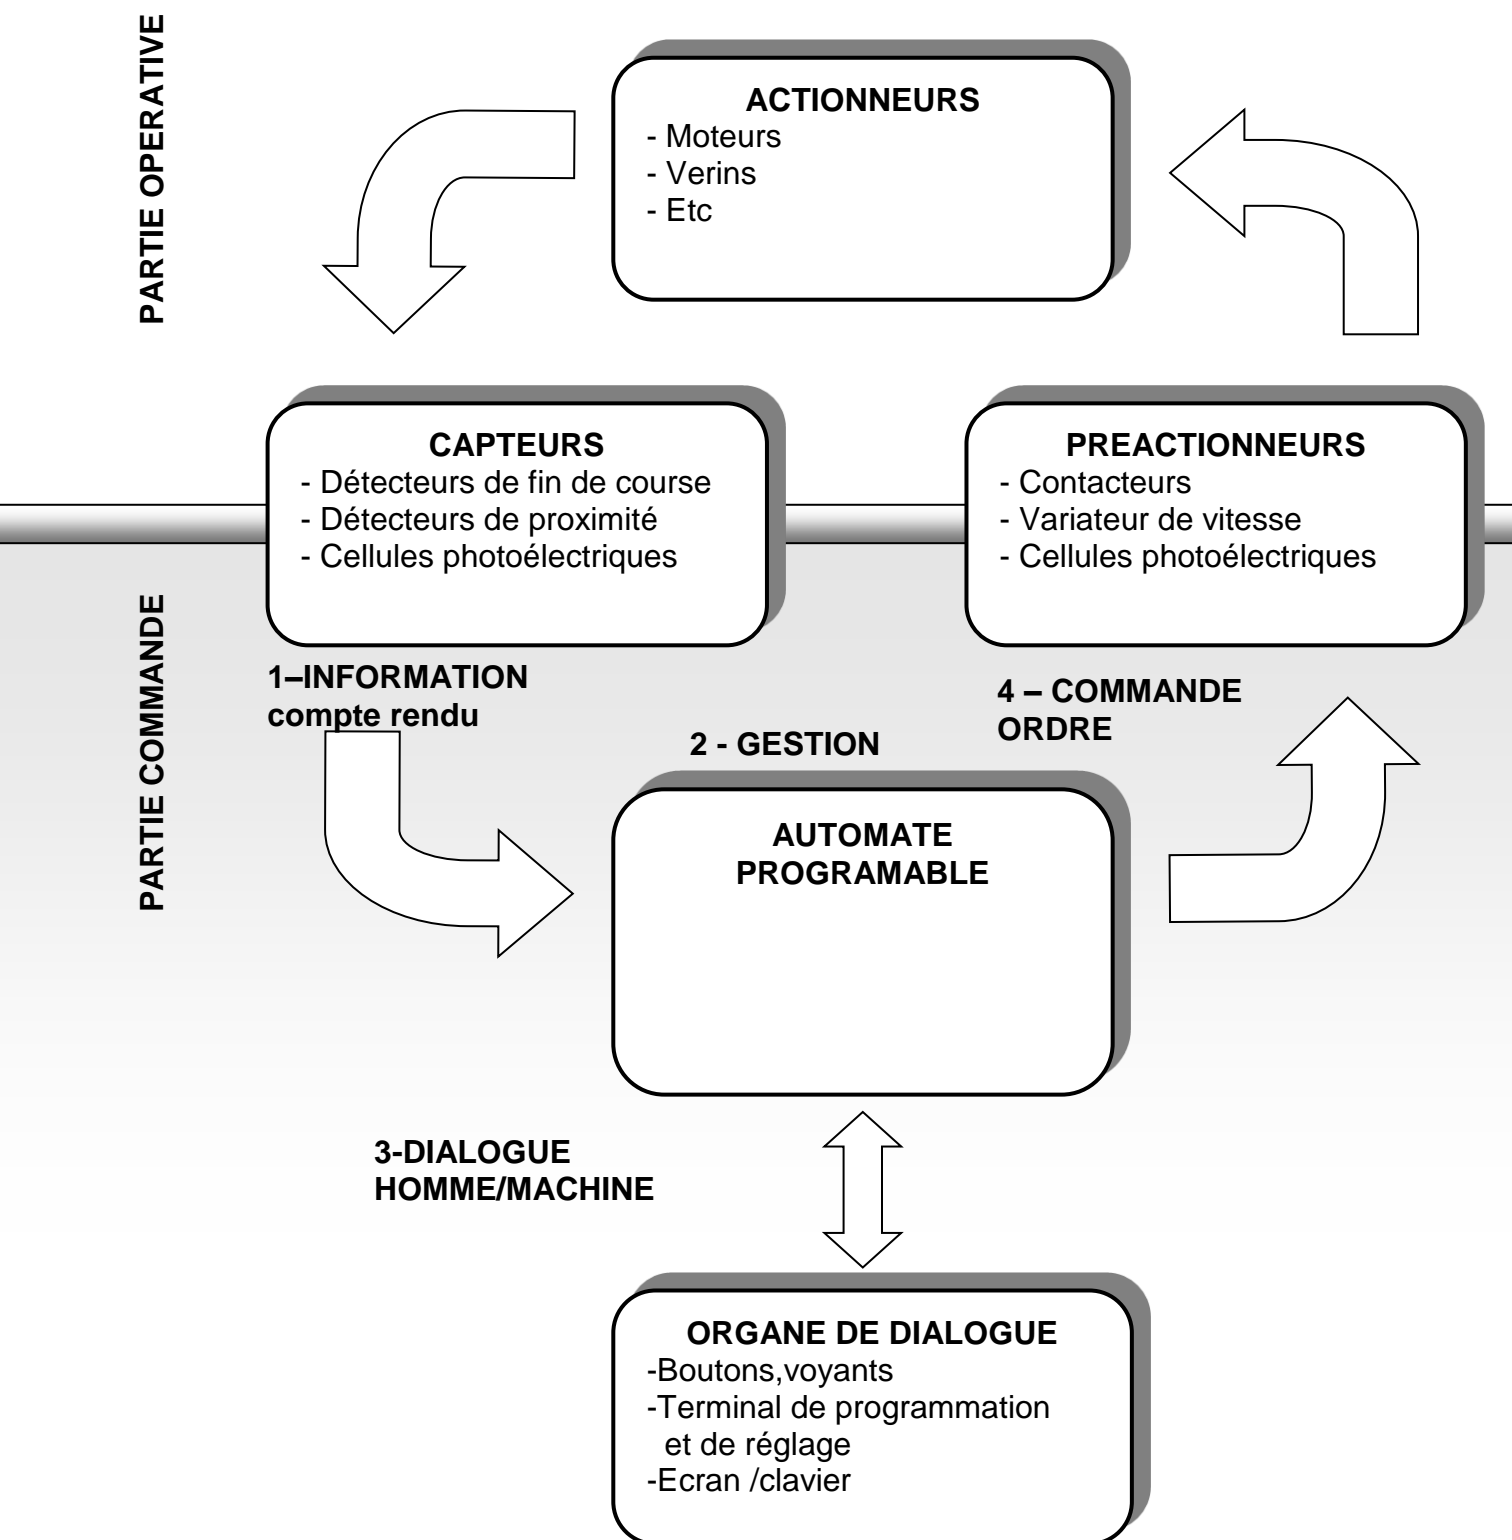 PARTIE OPERATIVE
ACTIONNEURS
- Moteurs
- Verins
- Etc
CAPTEURS
- Détecteurs de fin de course
- Détecteurs de proximité
- Cellules photoélectriques
PREACTIONNEURS
- Contacteurs
- Variateur de vitesse
- Cellules photoélectriques
PARTIE COMMANDE
1–INFORMATION
compte rendu
4 – COMMANDE
ORDRE
2 - GESTION
AUTOMATE
PROGRAMABLE
3-DIALOGUE
HOMME/MACHINE
ORGANE DE DIALOGUE
-Boutons,voyants
-Terminal de programmation
et de réglage
-Ecran /clavier